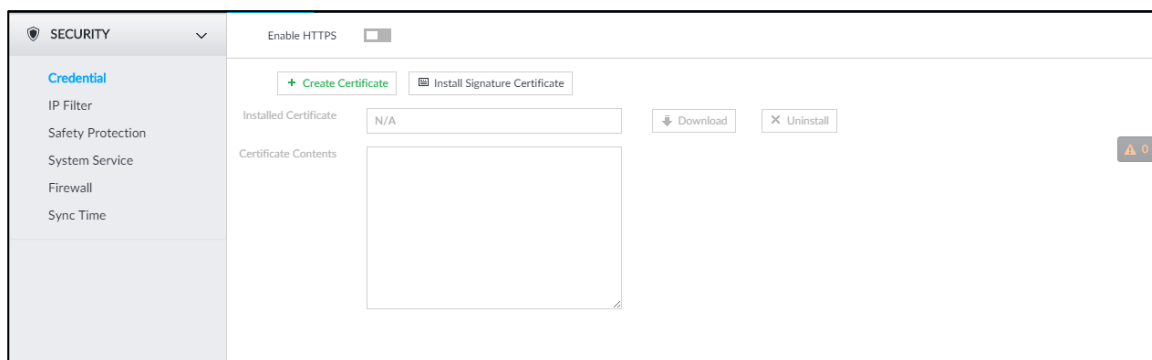 SECURITY
Credential
IP Filter
Safety Protection
System Service
Firewall
Sync Time
Enable HTTPS
+ Create Certificate Install Signature Certificate
Installed Certificate N/A Download Uninstall
Certificate Contents
0